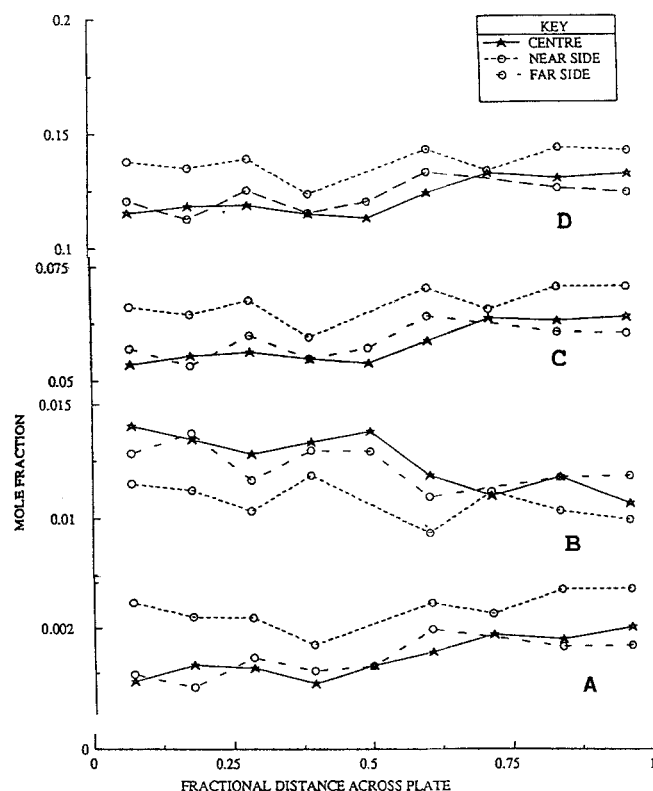 0.2
KEY
CENTRE
NEAR SIDE
FAR SIDE
0.15
D
0.1
0.075
C
0.05
0.015
MOLE FRACTION
0.01
B
0.002
A
0
0 0.25 0.5 0.75 1
FRACTIONAL DISTANCE ACROSS PLATE